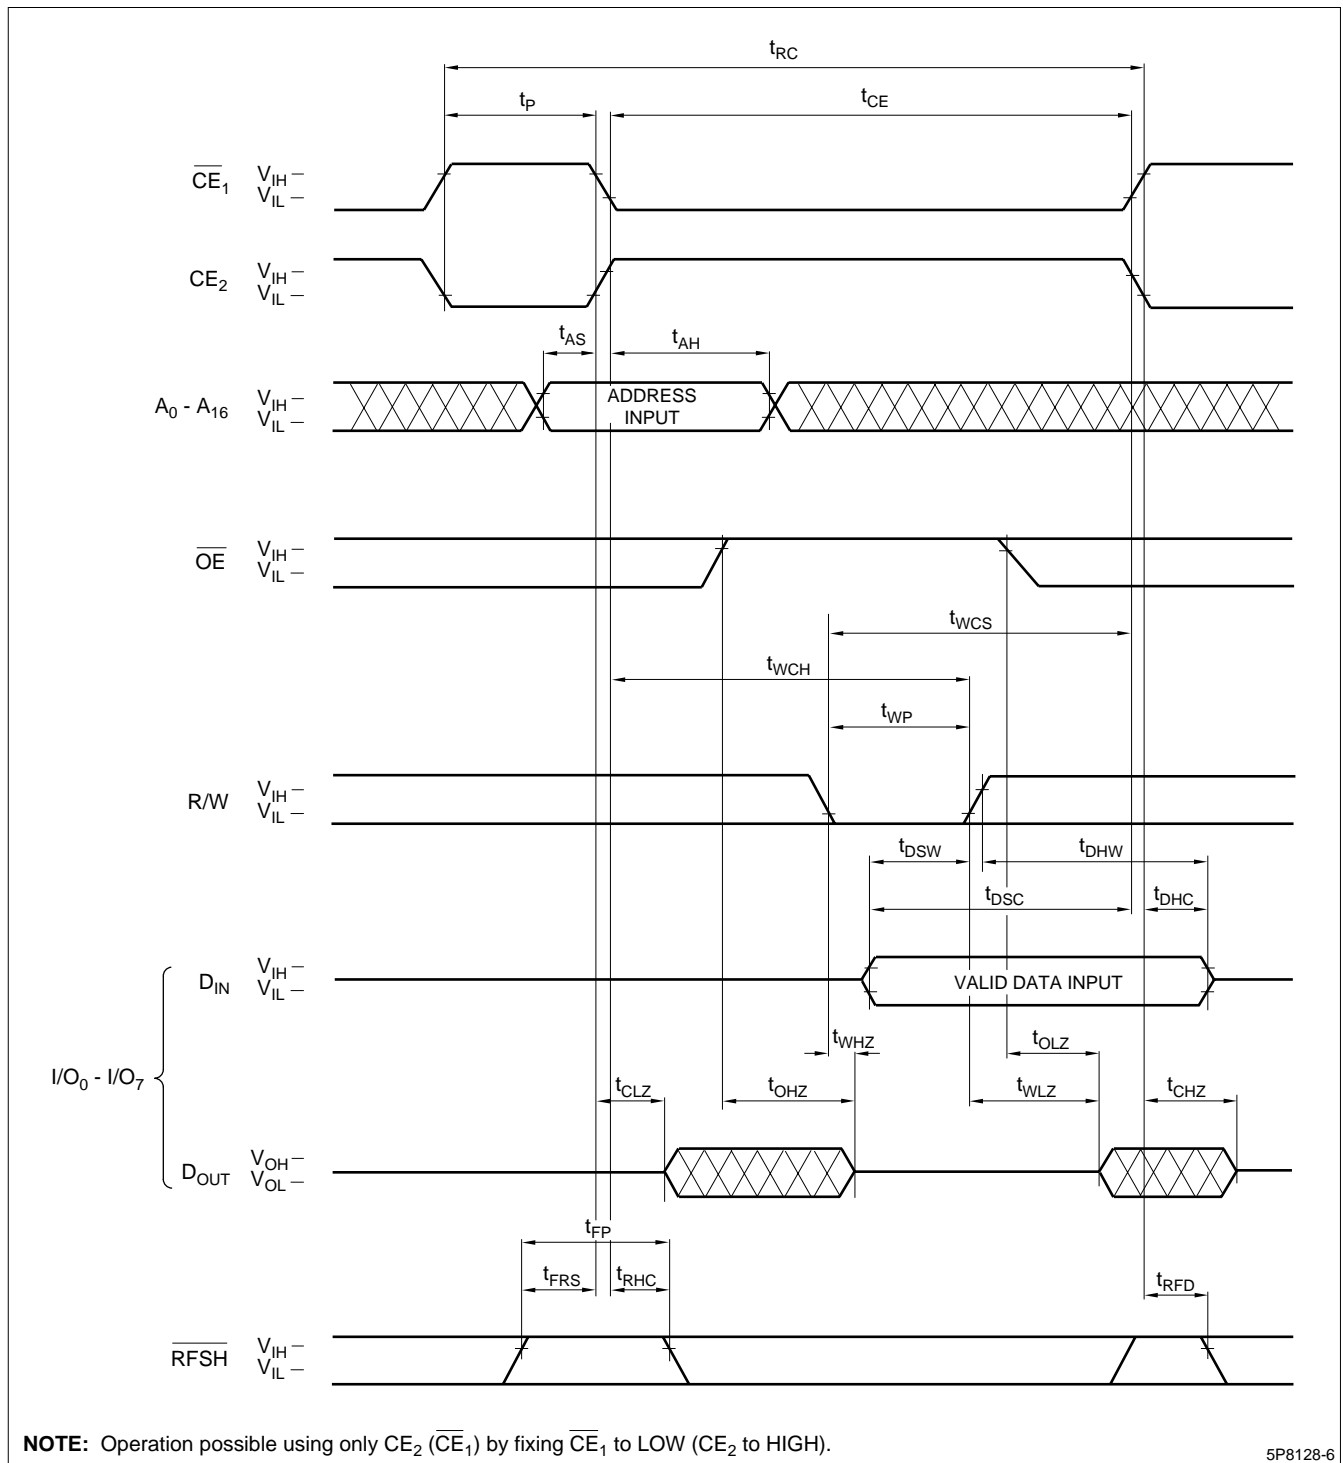 tRC
tP
tCE
CE1 VIH
VIL
CE2 VIH
VIL
tAS
tAH
A0 - A16 VIH
VIL
ADDRESS
INPUT
OE VIH
VIL
tWCS
tWCH
tWP
R/W VIH
VIL
tDSW
tDHW
tDSC
tDHC
DIN VIH
VIL
VALID DATA INPUT
tWHZ
tOLZ
I/O0 - I/O7
tCLZ
tOHZ
tWLZ
tCHZ
DOUT VOH
VOL
tFP
tFRS
tRHC
tRFD
RFSH VIH
VIL
NOTE: Operation possible using only CE2 (CE1) by fixing CE1 to LOW (CE2 to HIGH).
5P8128-6